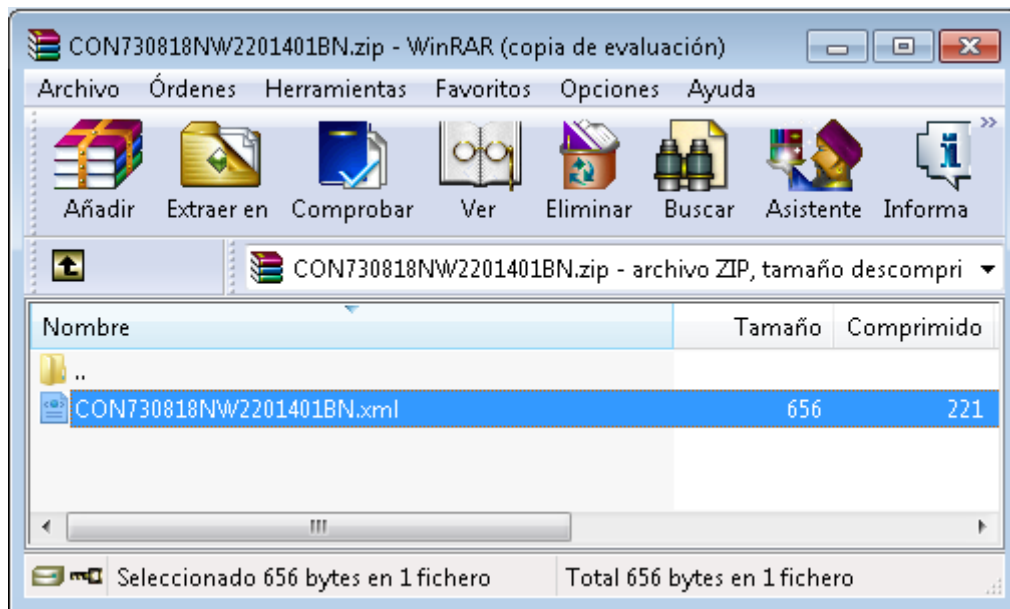 CON730818NW2201401BN.zip - WinRAR (copia de evaluación)
Archivo Órdenes Herramientas Favoritos Opciones Ayuda
Añadir Extraer en Comprobar Ver Eliminar Buscar Asistente Informa
CON730818NW2201401BN.zip - archivo ZIP, tamaño descompri
Nombre Tamaño Comprimido
..
CON730818NW2201401BN.xml 656 221
Seleccionado 656 bytes en 1 fichero Total 656 bytes en 1 fichero